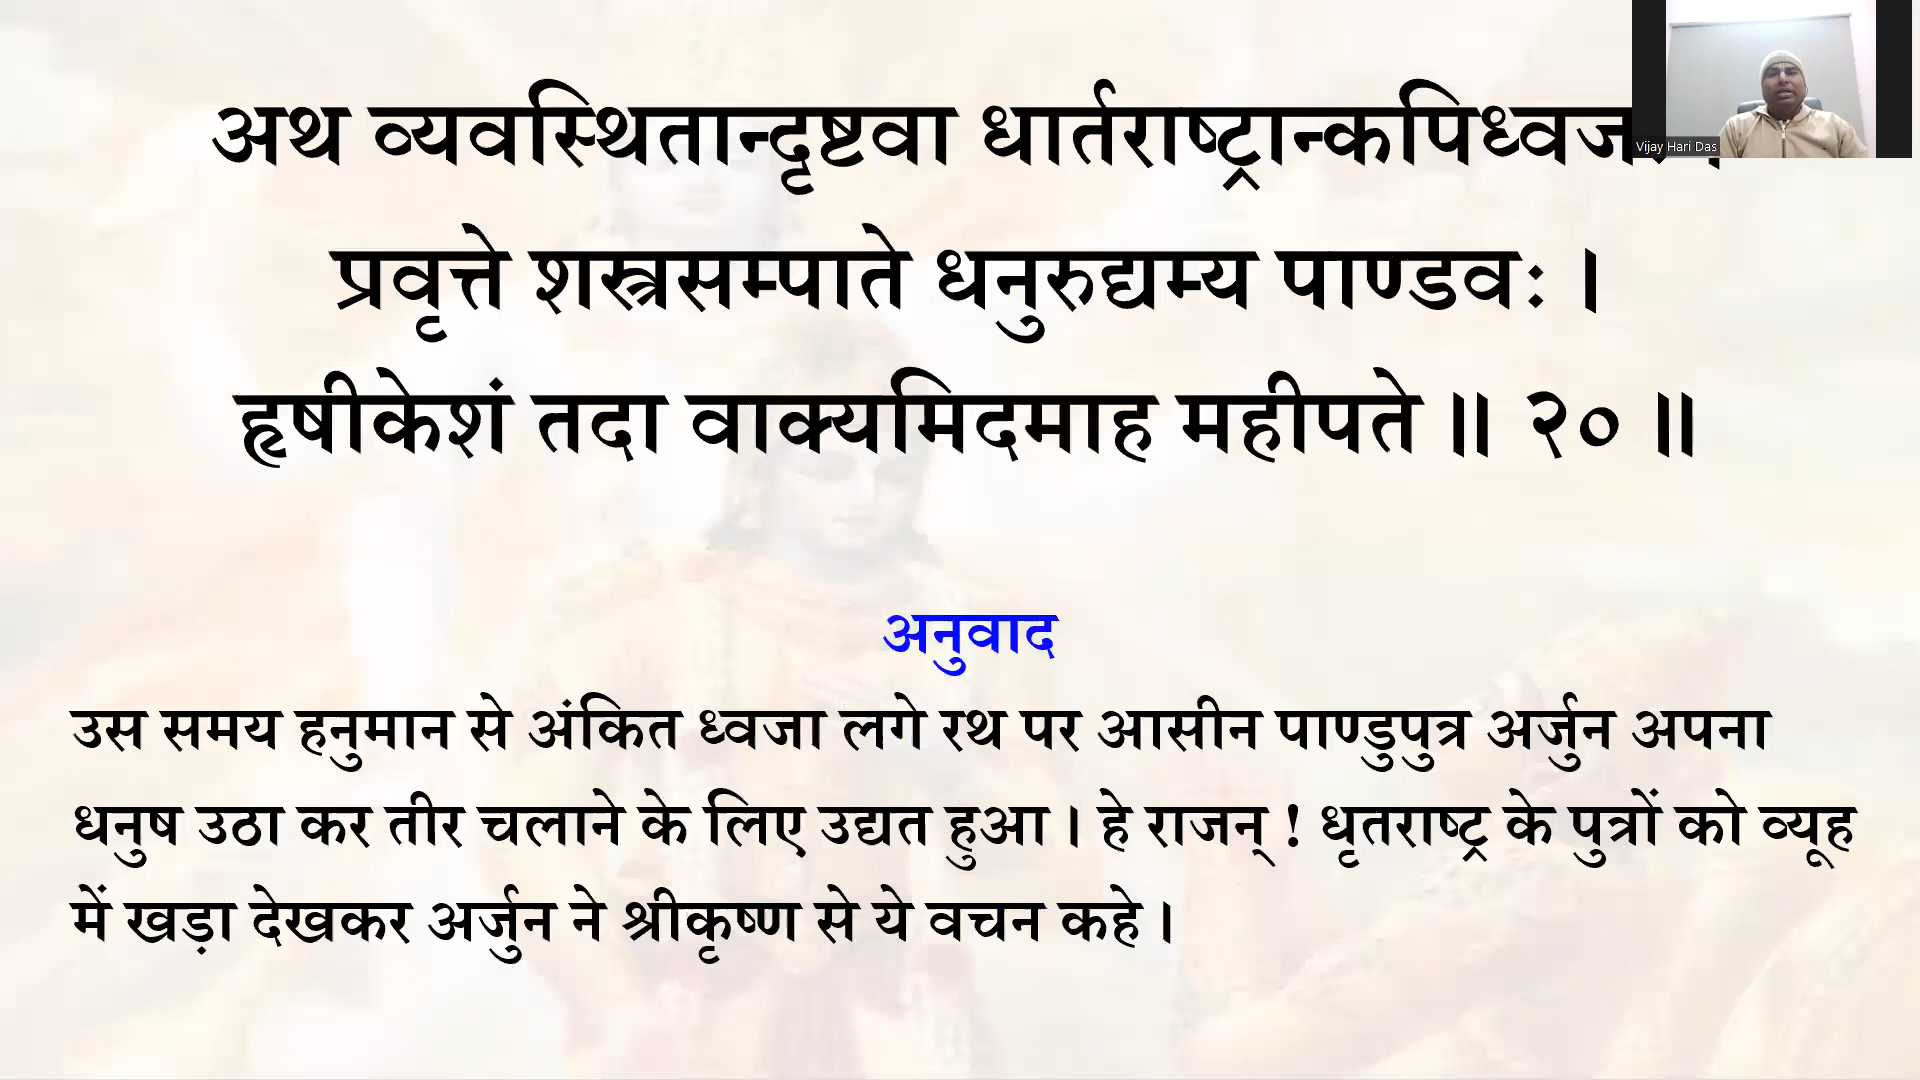 अथ व्यवस्थितान्दृष्टवा धार्तराष्ट्रान्कपिध्वज
Vijay Hari Das
प्रवृत्ते शस्त्रसम्पाते धनुरुद्यम्य पाण्डवः ।
हृषीकेशं तदा वाक्यमिदमाह महीपते ॥ २० ॥
अनुवाद
उस समय हनुमान से अंकित ध्वजा लगे रथ पर आसीन पाण्डुपुत्र अर्जुन अपना
धनुष उठा कर तीर चलाने के लिए उद्यत हुआ । हे राजन् ! धृतराष्ट्र के पुत्रों को व्यूह
में खड़ा देखकर अर्जुन ने श्रीकृष्ण से ये वचन कहे ।